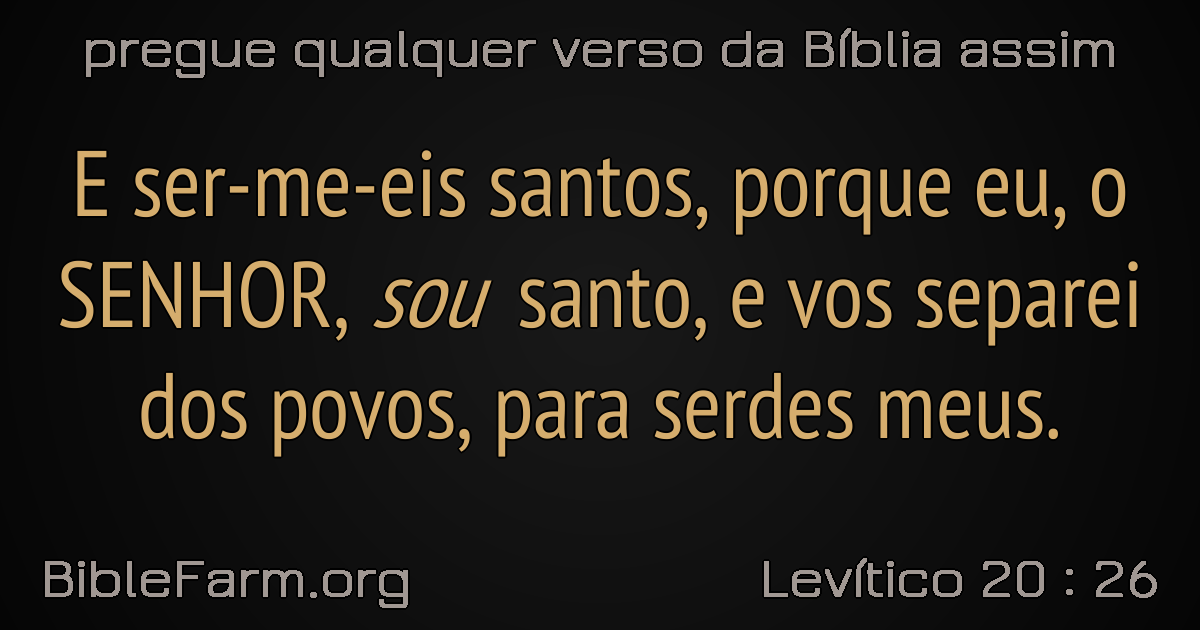 pregue qualquer verso da Bíblia assim
E ser-me-eis santos, porque eu, o
SENHOR, sou santo, e vos separei
dos povos, para serdes meus.
BibleFarm.org
Levítico 20 : 26